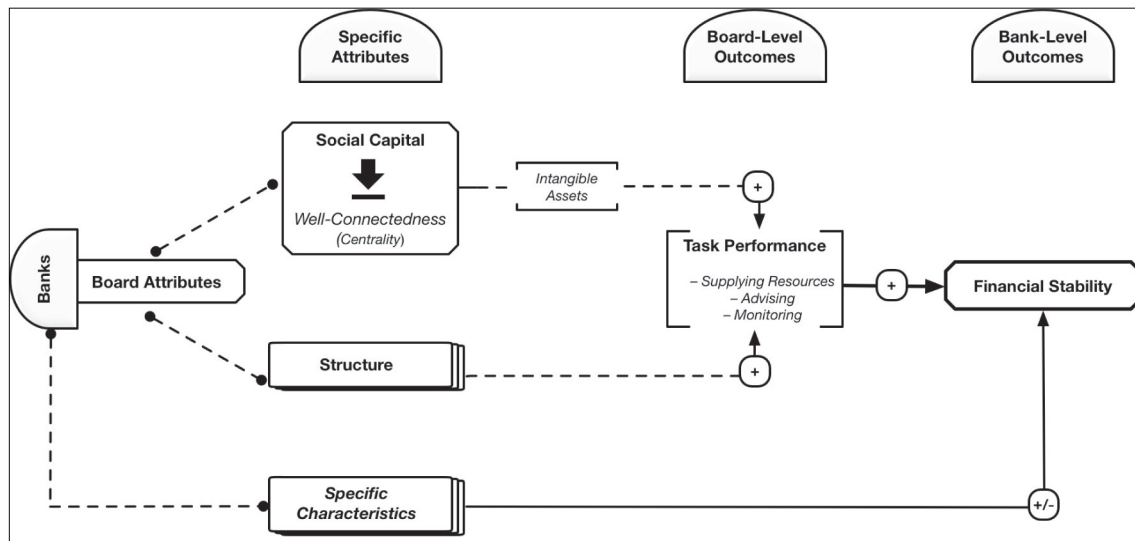 Specific
Attributes
Board-Level
Outcomes
Bank-Level
Outcomes
Social Capital
Well-Connectedness
(Centrality)
Intangible
Assets
+
Banks
Board Attributes
Task Performance
– Supplying Resources
– Advising
– Monitoring
+
Financial Stability
Structure
+
Specific
Characteristics
+/-